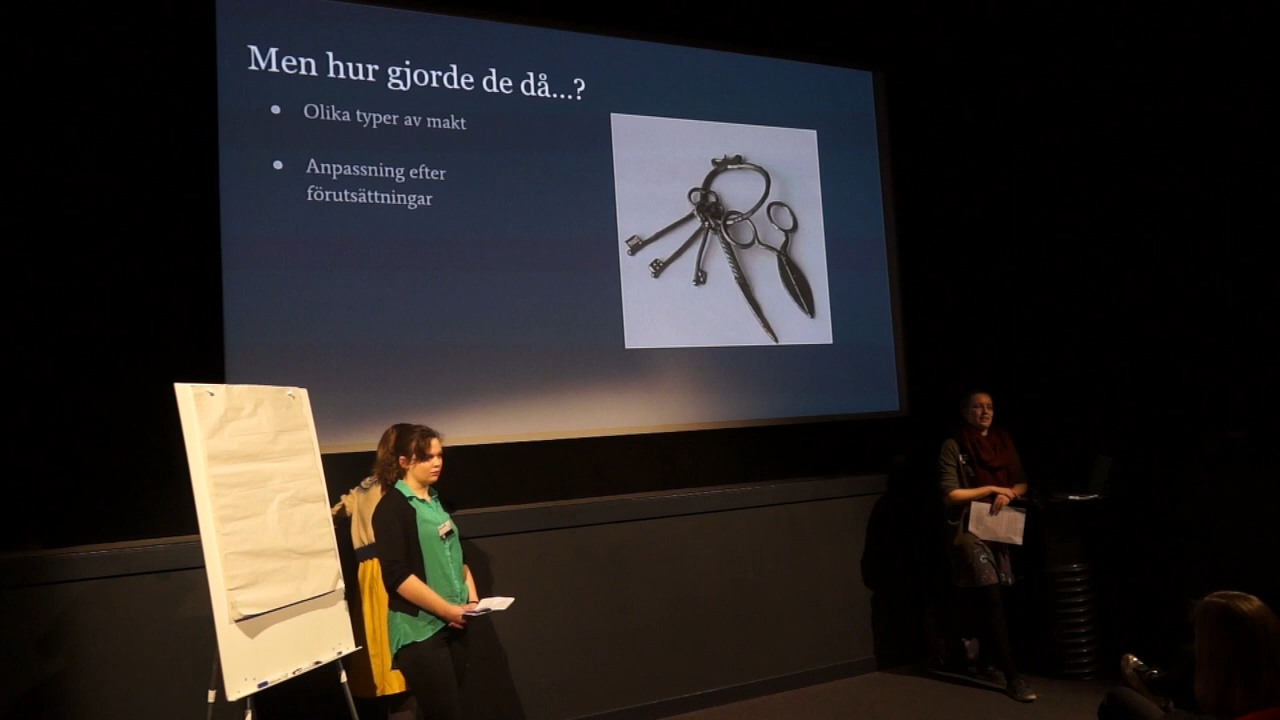 Men hur gjorde de då...?
Olika typer av makt
Anpassning efter
förutsättningar